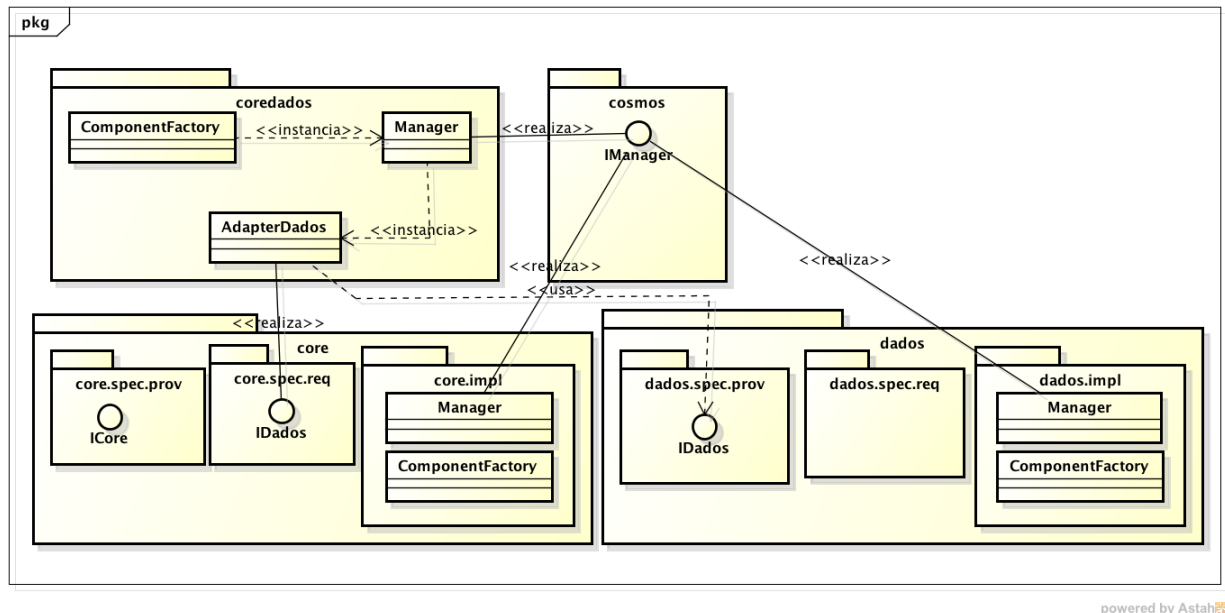 pkg
coredados
cosmos
ComponentFactory
<<instancia>>
Manager
<<realiza>>
IManager
AdapterDados
<<instancia>>
<<realiza>>
<<realiza>>
<<usa>>
<<realiza>>
core
dados
core.spec.prov
core.spec.req
core.impl
dados.spec.prov
dados.spec.req
dados.impl
ICore
IDados
Manager
IDados
Manager
ComponentFactory
ComponentFactory
powered by Astah